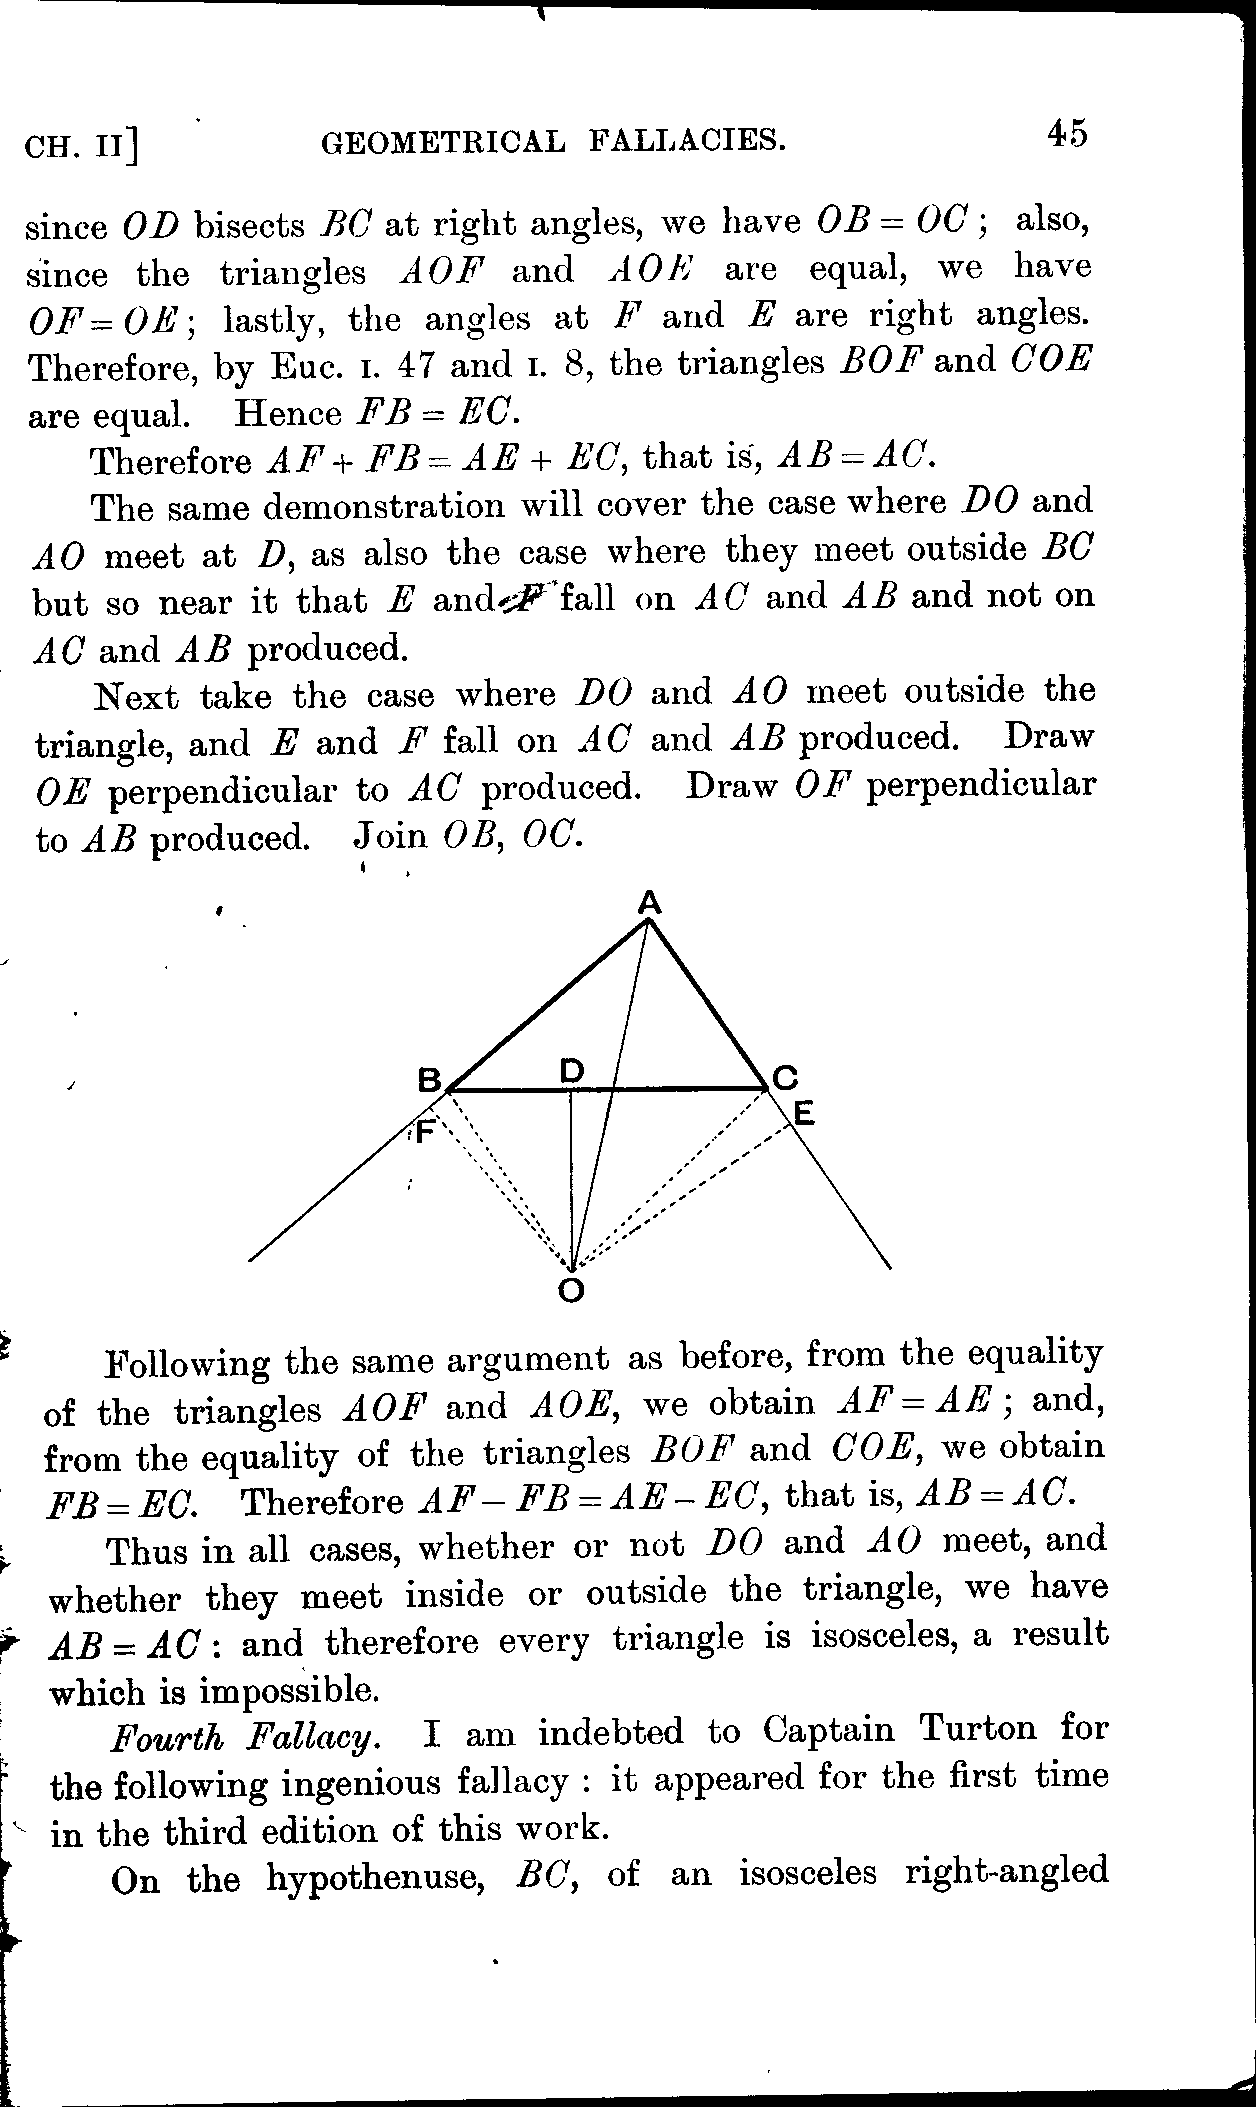 CH. II] GEOMETRICAL FALLACIES. 45
since OD bisects BC at right angles, we have OB = OC; also,
since the triangles AOF and AOE are equal, we have
OF = OE; lastly, the angles at F and E are right angles.
Therefore, by Euc. I. 47 and I. 8, the triangles BOF and COE
are equal. Hence FB = EC.
Therefore AF + FB = AE + EC, that is, AB = AC.
The same demonstration will cover the case where DO and
AO meet at D, as also the case where they meet outside BC
but so near it that E and F fall on AC and AB and not on
AC and AB produced.
Next take the case where DO and AO meet outside the
triangle, and E and F fall on AC and AB produced. Draw
OE perpendicular to AC produced. Draw OF perpendicular
to AB produced. Join OB, OC.
A
B D C
F E
O
Following the same argument as before, from the equality
of the triangles AOF and AOE, we obtain AF = AE; and,
from the equality of the triangles BOF and COE, we obtain
FB = EC. Therefore AF - FB = AE - EC, that is, AB = AC.
Thus in all cases, whether or not DO and AO meet, and
whether they meet inside or outside the triangle, we have
AB = AC: and therefore every triangle is isosceles, a result
which is impossible.
Fourth Fallacy. I am indebted to Captain Turton for
the following ingenious fallacy: it appeared for the first time
in the third edition of this work.
On the hypothenuse, BC, of an isosceles right-angled